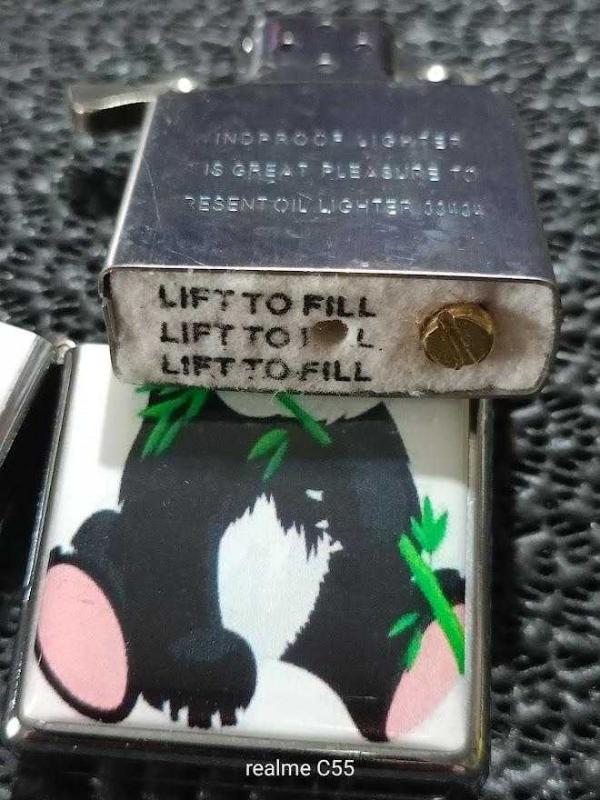 WINDPROOF LIGHTER
IS GREAT PLEASURE TO
RESENT OIL LIGHTER
LIFT TO FILL
LIFT TO
LIFT TO FILL
realme C55